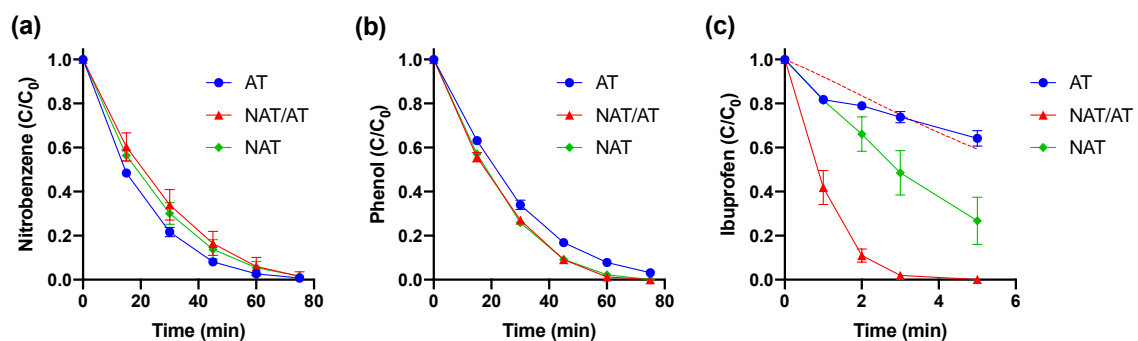 (a)
Nitrobenzene (C/C0)
1.0
0.8
0.6
0.4
0.2
0.0
0
20
40
60
80
Time (min)
AT
NAT/AT
NAT
(b)
Phenol (C/C0)
1.0
0.8
0.6
0.4
0.2
0.0
0
20
40
60
80
Time (min)
AT
NAT/AT
NAT
(c)
Ibuprofen (C/C0)
1.0
0.8
0.6
0.4
0.2
0.0
0
2
4
6
Time (min)
AT
NAT/AT
NAT